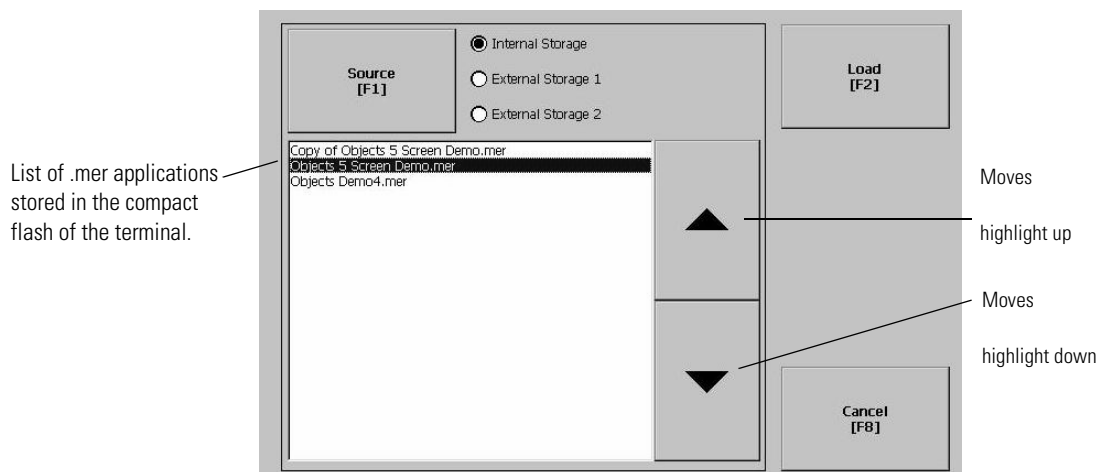 Source
[F1]
Internal Storage
External Storage 1
External Storage 2
Load
[F2]
List of .mer applications
stored in the compact
flash of the terminal.
Copy of Objects 5 Screen Demo.mer
Objects 5 Screen Demo.mer
Objects Demo4.mer
Moves
highlight up
Moves
highlight down
Cancel
[F8]